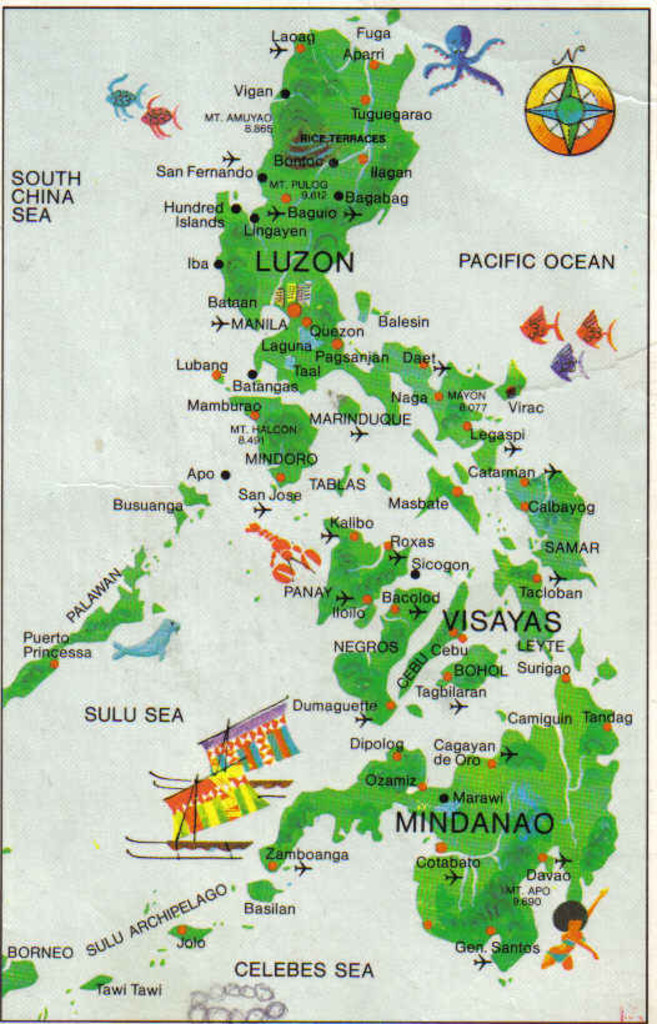 N
Laoag
Fuga
Aparri
Vigan
MT. AMUYAO
8.865
Tuguegarao
RICE TERRACES
Bontoc
San Fernando
Ilagan
SOUTH
CHINA
SEA
MT. PULOG
9.612
Bagabag
Hundred
Islands
Baguio
Lingayen
Iba
LUZON
PACIFIC OCEAN
Bataan
MANILA
Balesin
Quezon
Laguna
Pagsanjan
Daet
Lubang
Taal
Batangas
Naga
MAYON
8.077
Virac
Mamburao
MARINDUQUE
MT. HALCON
8.491
Legaspi
MINDORO
Catarman
Apo
San Jose
TABLAS
Masbate
Calbayog
Busuanga
Kalibo
Roxas
SAMAR
Sicogon
PALAWAN
PANAY
Bacolod
Tacloban
Iloilo
VISAYAS
Puerto
Princessa
NEGROS
CEBU
Cebu
LEYTE
BOHOL
Surigao
Tagbilaran
SULU SEA
Dumaguette
Camiguin
Tandag
Dipolog
Cagayan
de Oro
Ozamiz
Marawi
MINDANAO
Zamboanga
Cotabato
Davao
MT. APO
9.690
Basilan
SULU ARCHIPELAGO
Jolo
BORNEO
Gen. Santos
CELEBES SEA
Tawi Tawi